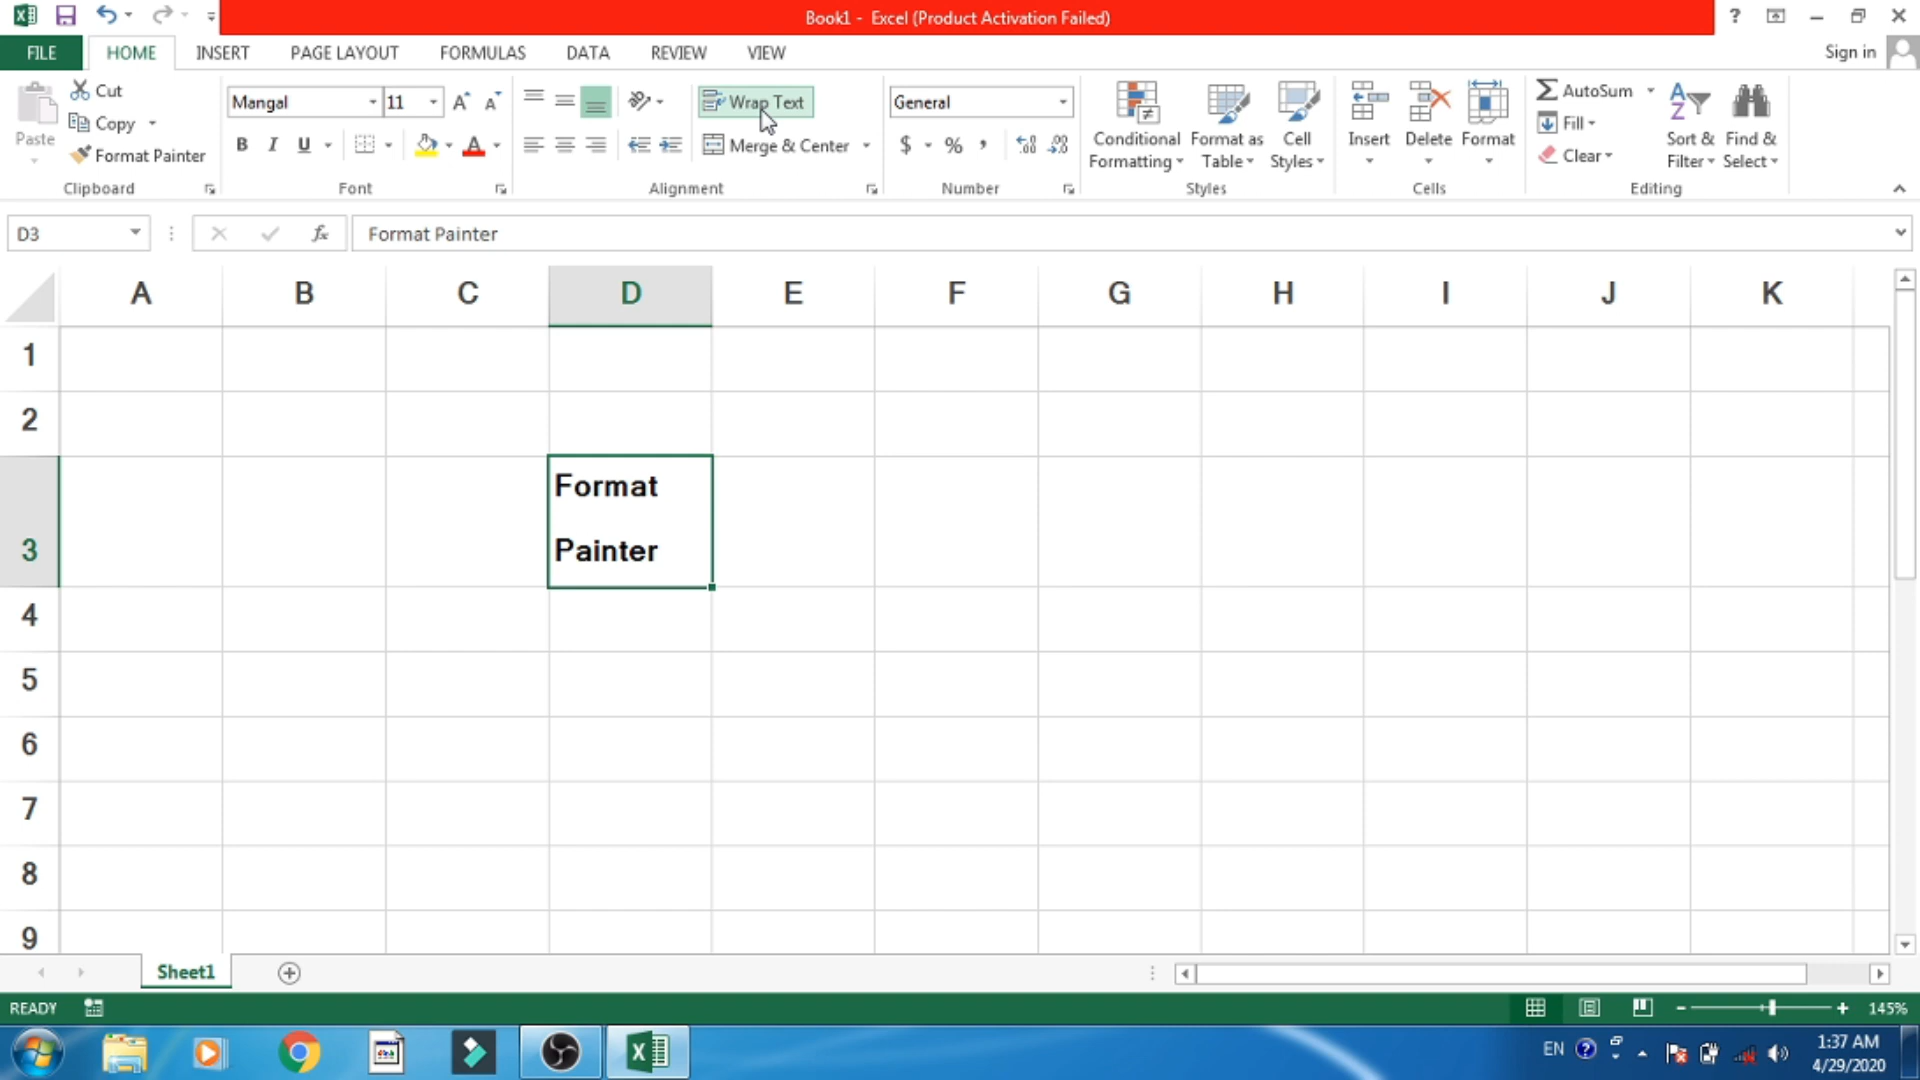 Book1 - Excel (Product Activation Failed)
?
FILE HOME INSERT PAGE LAYOUT FORMULAS DATA REVIEW VIEW Sign in
Paste
Cut
Copy
Format Painter
Clipboard
Mangal 11 A A
B I U A
Font
Wrap Text
Merge & Center
Alignment
General
$ % ,
Number
Conditional Formatting
Format as Table
Cell Styles
Styles
Insert Delete Format
Cells
AutoSum
Fill
Clear
Sort & Filter
Find & Select
Editing
D3 fx Format Painter
A B C D E F G H I J K
1
2
3 Format
Painter
4
5
6
7
8
9
Sheet1
READY 145%
EN 1:37 AM
4/29/2020